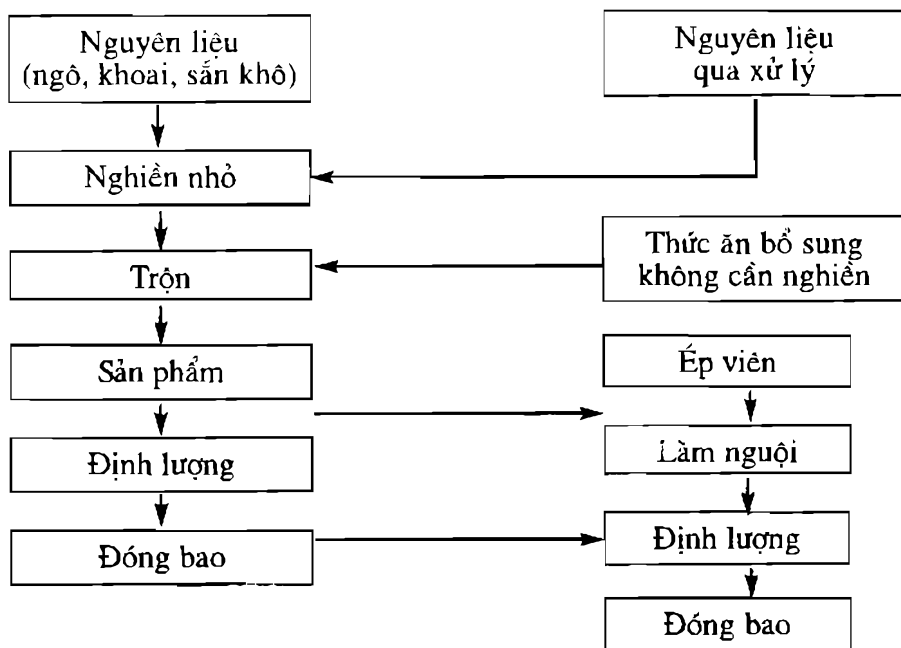 Nguyên liệu
(ngô, khoai, sắn khô)
Nguyên liệu
qua xử lý
Nghiền nhỏ
Thức ăn bổ sung
không cần nghiền
Trộn
Sản phẩm
Ép viên
Định lượng
Làm nguội
Đóng bao
Định lượng
Đóng bao